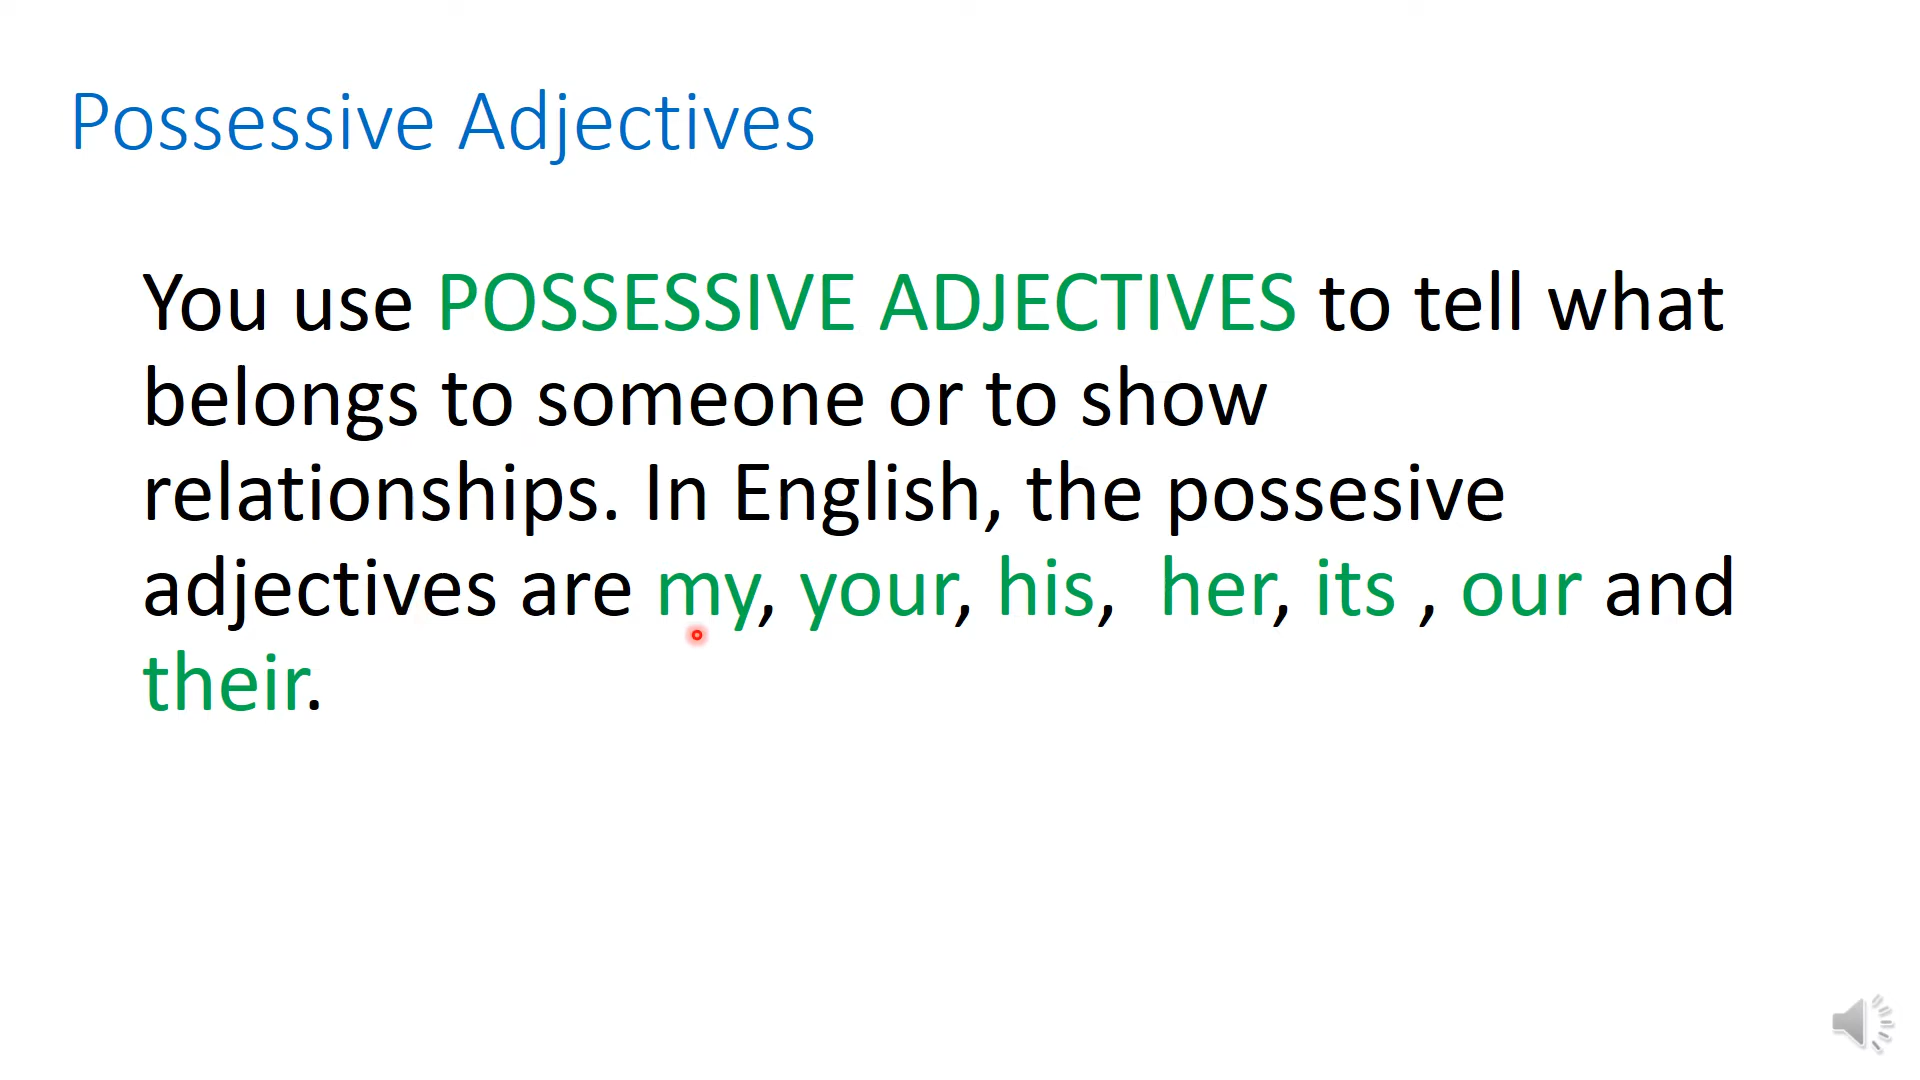 Possessive Adjectives
You use POSSESSIVE ADJECTIVES to tell what
belongs to someone or to show
relationships. In English, the possesive
adjectives are my, your, his,  her, its , our and
their.